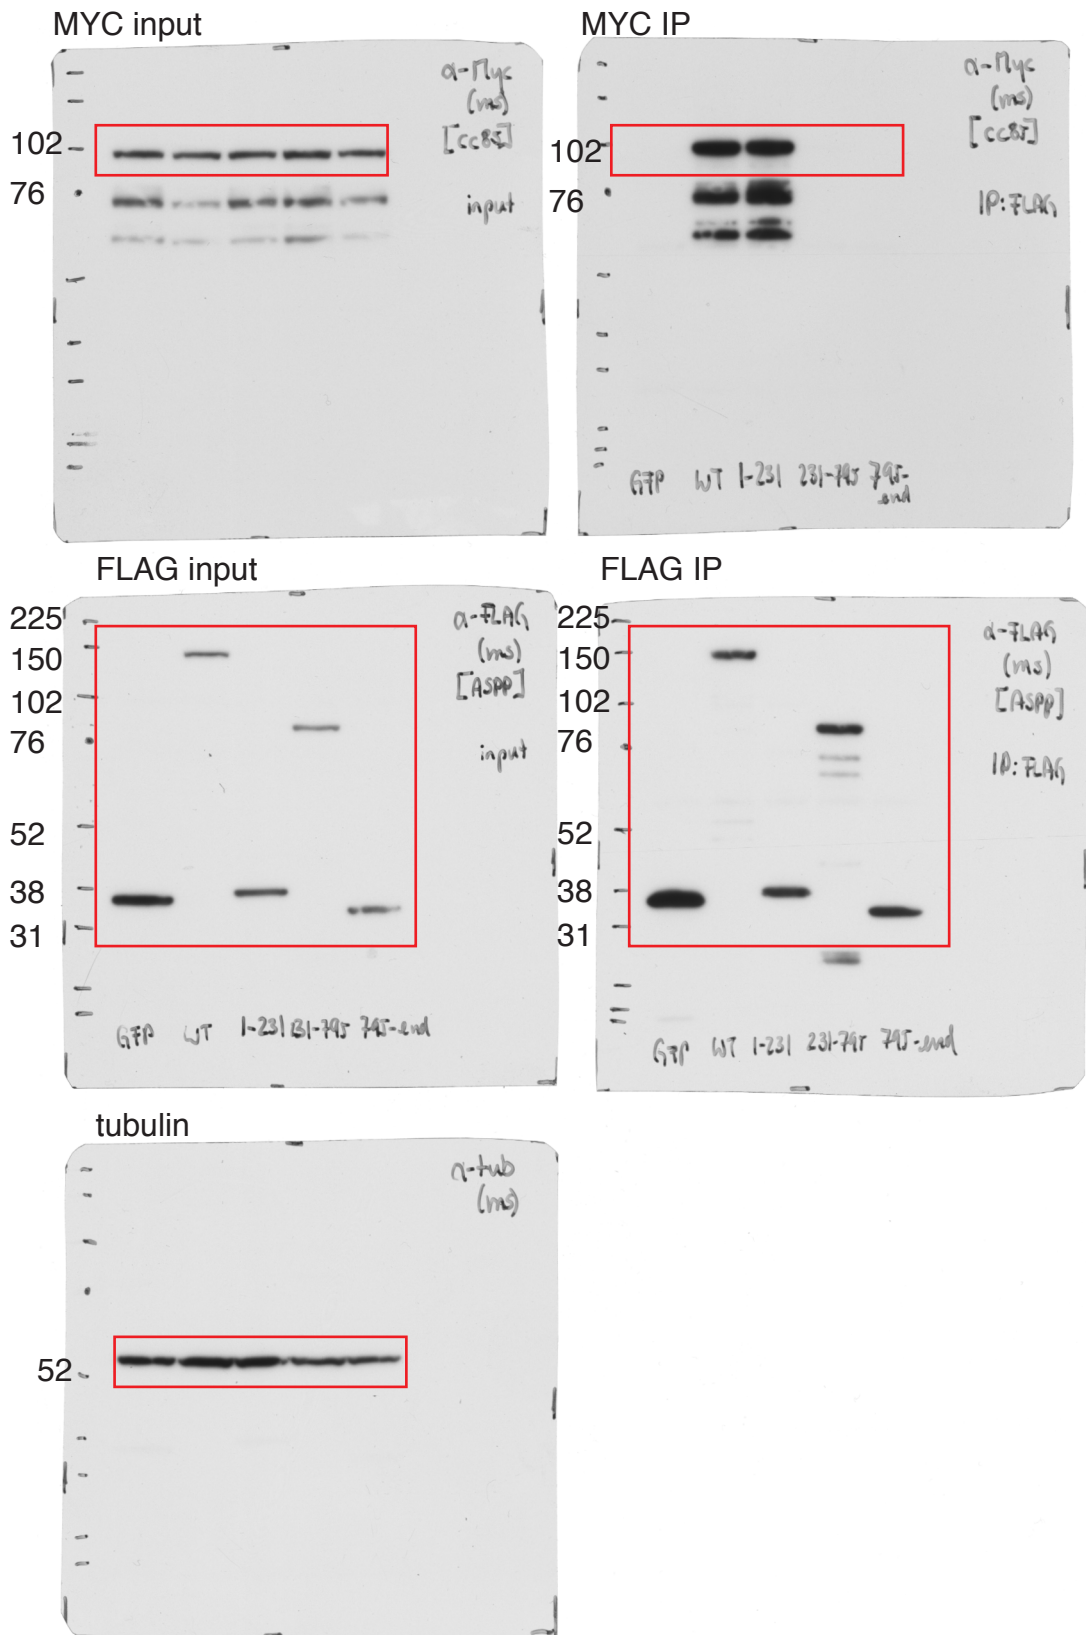 MYC input
α-Myc
(ms)
[cc85]
input
102
76
MYC IP
α-Myc
(ms)
[cc85]
IP: FLAG
102
76
GFP WT 1-231 231-795 795-
end
FLAG input
α-FLAG
(ms)
[ASPP]
input
225
150
102
76
52
38
31
GFP WT 1-231 231-795 795-end
FLAG IP
α-FLAG
(ms)
[ASPP]
IP: FLAG
225
150
102
76
52
38
31
GFP WT 1-231 231-795 795-end
tubulin
α-tub
(ms)
52